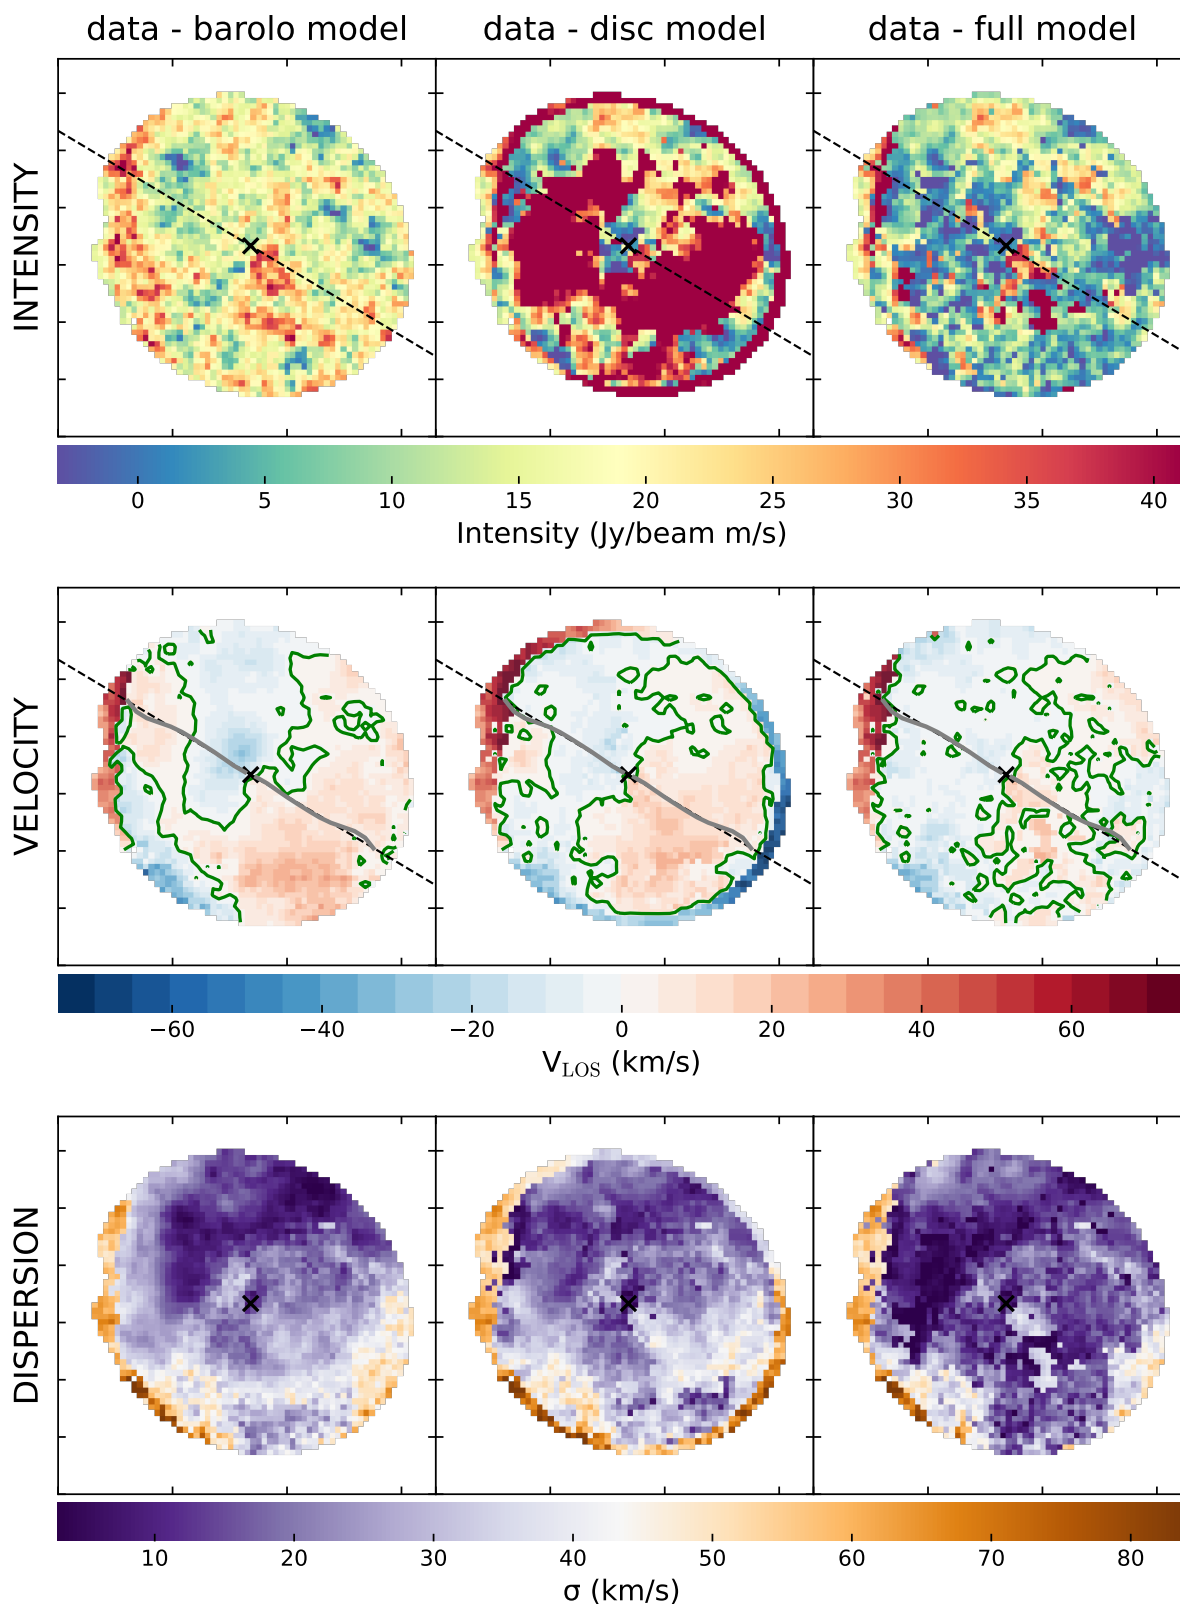 data - barolo model data - disc model data - full model
INTENSITY
0 5 10 15 20 25 30 35 40
Intensity (Jy/beam m/s)
VELOCITY
−60 −40 −20 0 20 40 60
V_LOS (km/s)
DISPERSION
10 20 30 40 50 60 70 80
σ (km/s)